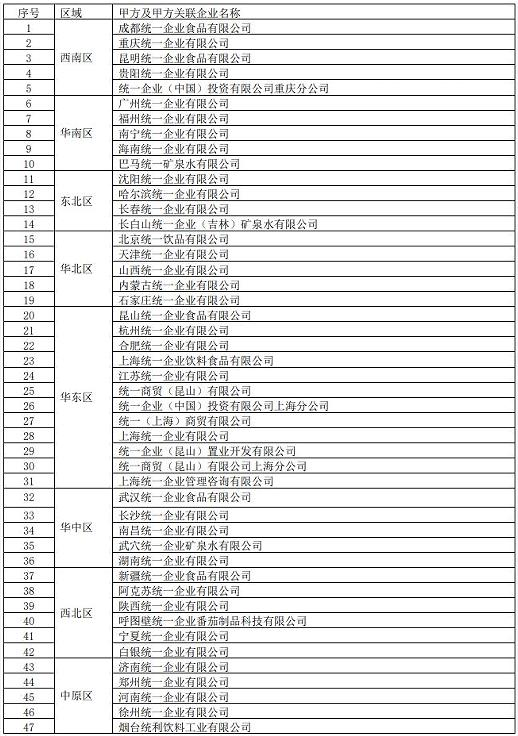 序号 区域 甲方及甲方关联企业名称
1 成都统一企业食品有限公司
2 重庆统一企业有限公司
3 西南区 昆明统一企业食品有限公司
4 贵阳统一企业有限公司
5 统一企业（中国）投资有限公司重庆分公司
6 广州统一企业有限公司
7 福州统一企业有限公司
8 华南区 南宁统一企业有限公司
9 海南统一企业有限公司
10 巴马统一矿泉水有限公司
11 沈阳统一企业有限公司
12 东北区 哈尔滨统一企业有限公司
13 长春统一企业有限公司
14 长白山统一企业（吉林）矿泉水有限公司
15 北京统一饮品有限公司
16 天津统一企业有限公司
17 华北区 山西统一企业有限公司
18 内蒙古统一企业有限公司
19 石家庄统一企业有限公司
20 昆山统一企业食品有限公司
21 杭州统一企业有限公司
22 合肥统一企业有限公司
23 上海统一企业饮料食品有限公司
24 江苏统一企业有限公司
25 华东区 统一商贸（昆山）有限公司
26 统一企业（中国）投资有限公司上海分公司
27 统一（上海）商贸有限公司
28 上海统一企业有限公司
29 统一企业（昆山）置业开发有限公司
30 统一商贸（昆山）有限公司上海分公司
31 上海统一企业管理咨询有限公司
32 武汉统一企业食品有限公司
33 长沙统一企业有限公司
34 华中区 南昌统一企业有限公司
35 武穴统一企业矿泉水有限公司
36 湖南统一企业有限公司
37 新疆统一企业食品有限公司
38 阿克苏统一企业有限公司
39 西北区 陕西统一企业有限公司
40 呼图壁统一企业番茄制品科技有限公司
41 宁夏统一企业有限公司
42 白银统一企业有限公司
43 济南统一企业有限公司
44 郑州统一企业有限公司
45 中原区 河南统一企业有限公司
46 徐州统一企业有限公司
47 烟台统利饮料工业有限公司